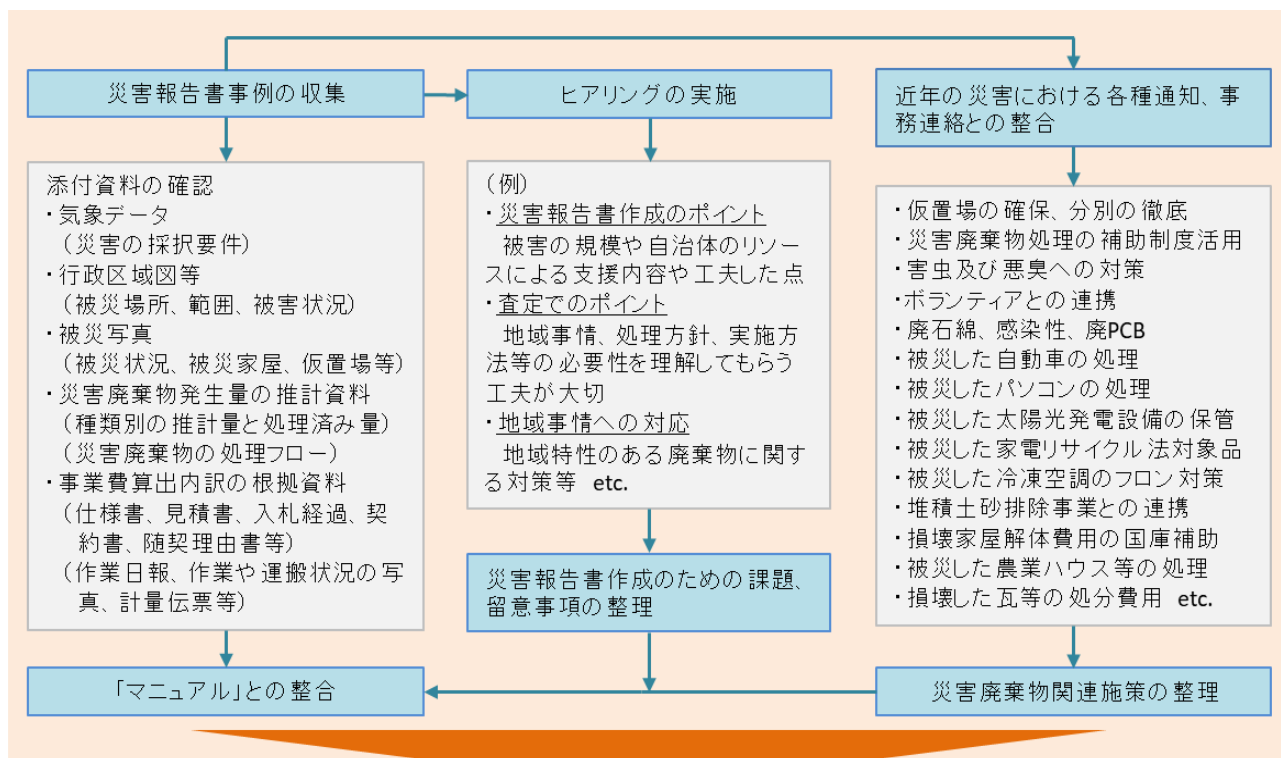 災害報告書事例の収集
ヒアリングの実施
近年の災害における各種通知、事
務連絡との整合
添付資料の確認
・気象データ
（災害の採択要件）
・行政区域図等
（被災場所、範囲、被害状況）
・被災写真
（被災状況、被災家屋、仮置場等）
・災害廃棄物発生量の推計資料
（種類別の推計量と処理済み量）
（災害廃棄物の処理フロー）
・事業費算出内訳の根拠資料
（仕様書、見積書、入札経過、契
約書、随契理由書等）
（作業日報、作業や運搬状況の写
真、計量伝票等）
（例）
・災害報告書作成のポイント
被害の規模や自治体のリソー
スによる支援内容や工夫した点
・査定でのポイント
地域事情、処理方針、実施方
法等の必要性を理解してもらう
工夫が大切
・地域事情への対応
地域特性のある廃棄物に関す
る対策等 etc.
災害報告書作成のための課題、
留意事項の整理
・仮置場の確保、分別の徹底
・災害廃棄物処理の補助制度活用
・害虫及び悪臭への対策
・ボランティアとの連携
・廃石綿、感染性、廃PCB
・被災した自動車の処理
・被災したパソコンの処理
・被災した太陽光発電設備の保管
・被災した家電リサイクル法対象品
・被災した冷凍空調のフロン対策
・堆積土砂排除事業との連携
・損壊家屋解体費用の国庫補助
・被災した農業ハウス等の処理
・損壊した瓦等の処分費用 etc.
「マニュアル」との整合
災害廃棄物関連施策の整理